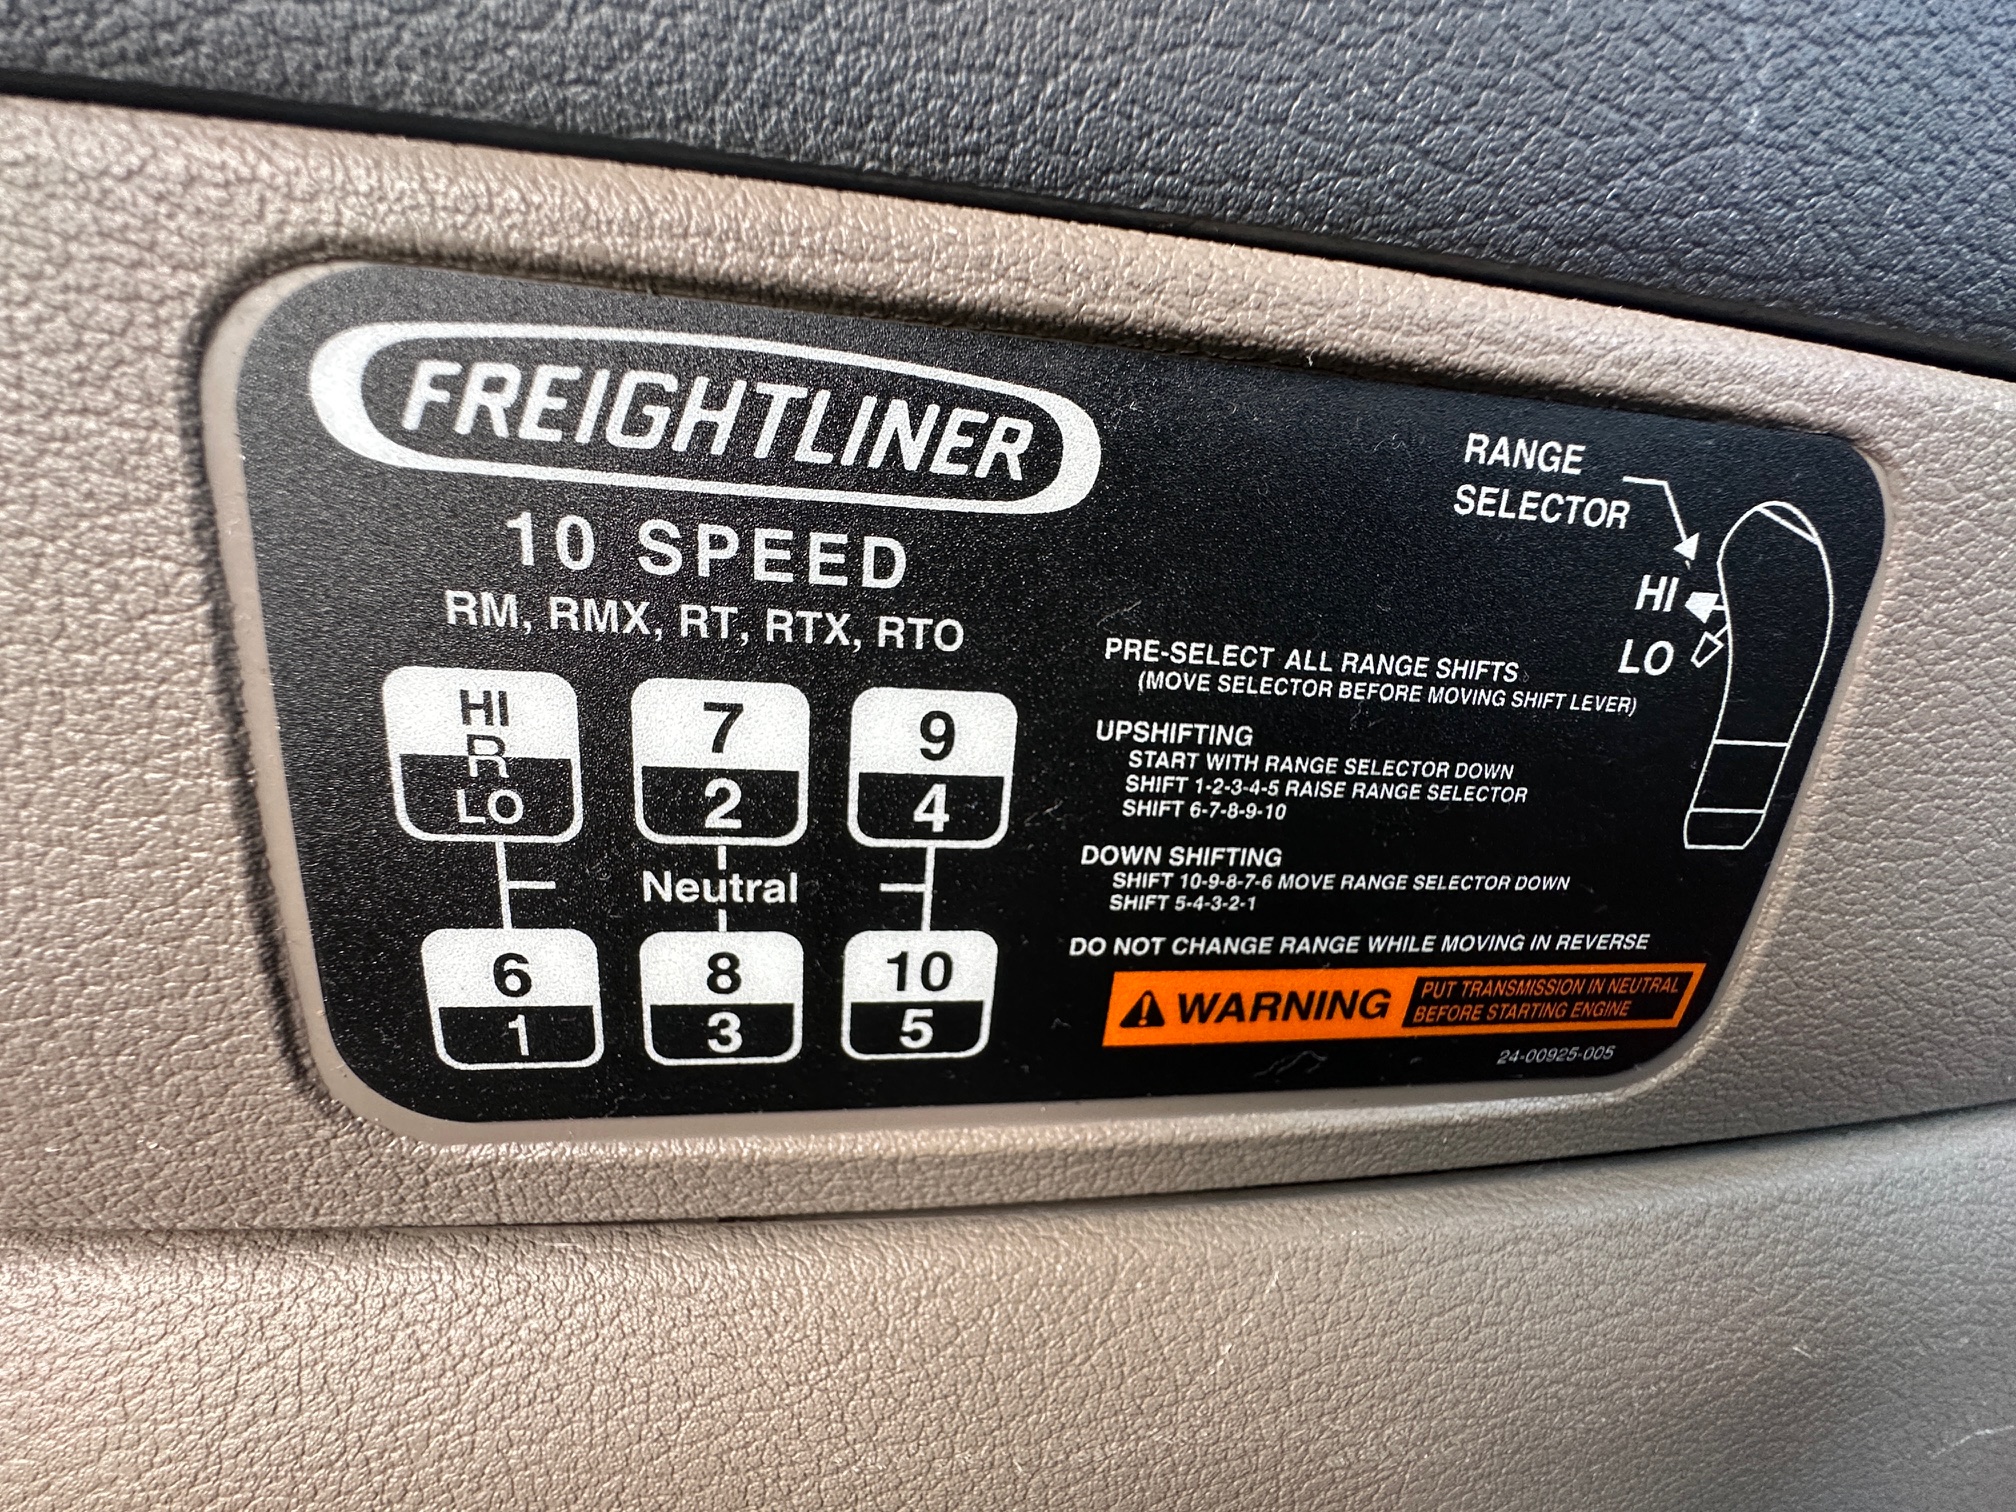 FREIGHTLINER
10 SPEED
RM, RMX, RT, RTX, RTO
HI
R
LO
7
2
9
4
Neutral
6
1
8
3
10
5
RANGE
SELECTOR
HI
LO
PRE-SELECT ALL RANGE SHIFTS
(MOVE SELECTOR BEFORE MOVING SHIFT LEVER)
UPSHIFTING
START WITH RANGE SELECTOR DOWN
SHIFT 1-2-3-4-5 RAISE RANGE SELECTOR
SHIFT 6-7-8-9-10
DOWN SHIFTING
SHIFT 10-9-8-7-6 MOVE RANGE SELECTOR DOWN
SHIFT 5-4-3-2-1
DO NOT CHANGE RANGE WHILE MOVING IN REVERSE
WARNING
PUT TRANSMISSION IN NEUTRAL
BEFORE STARTING ENGINE
24-00925-005